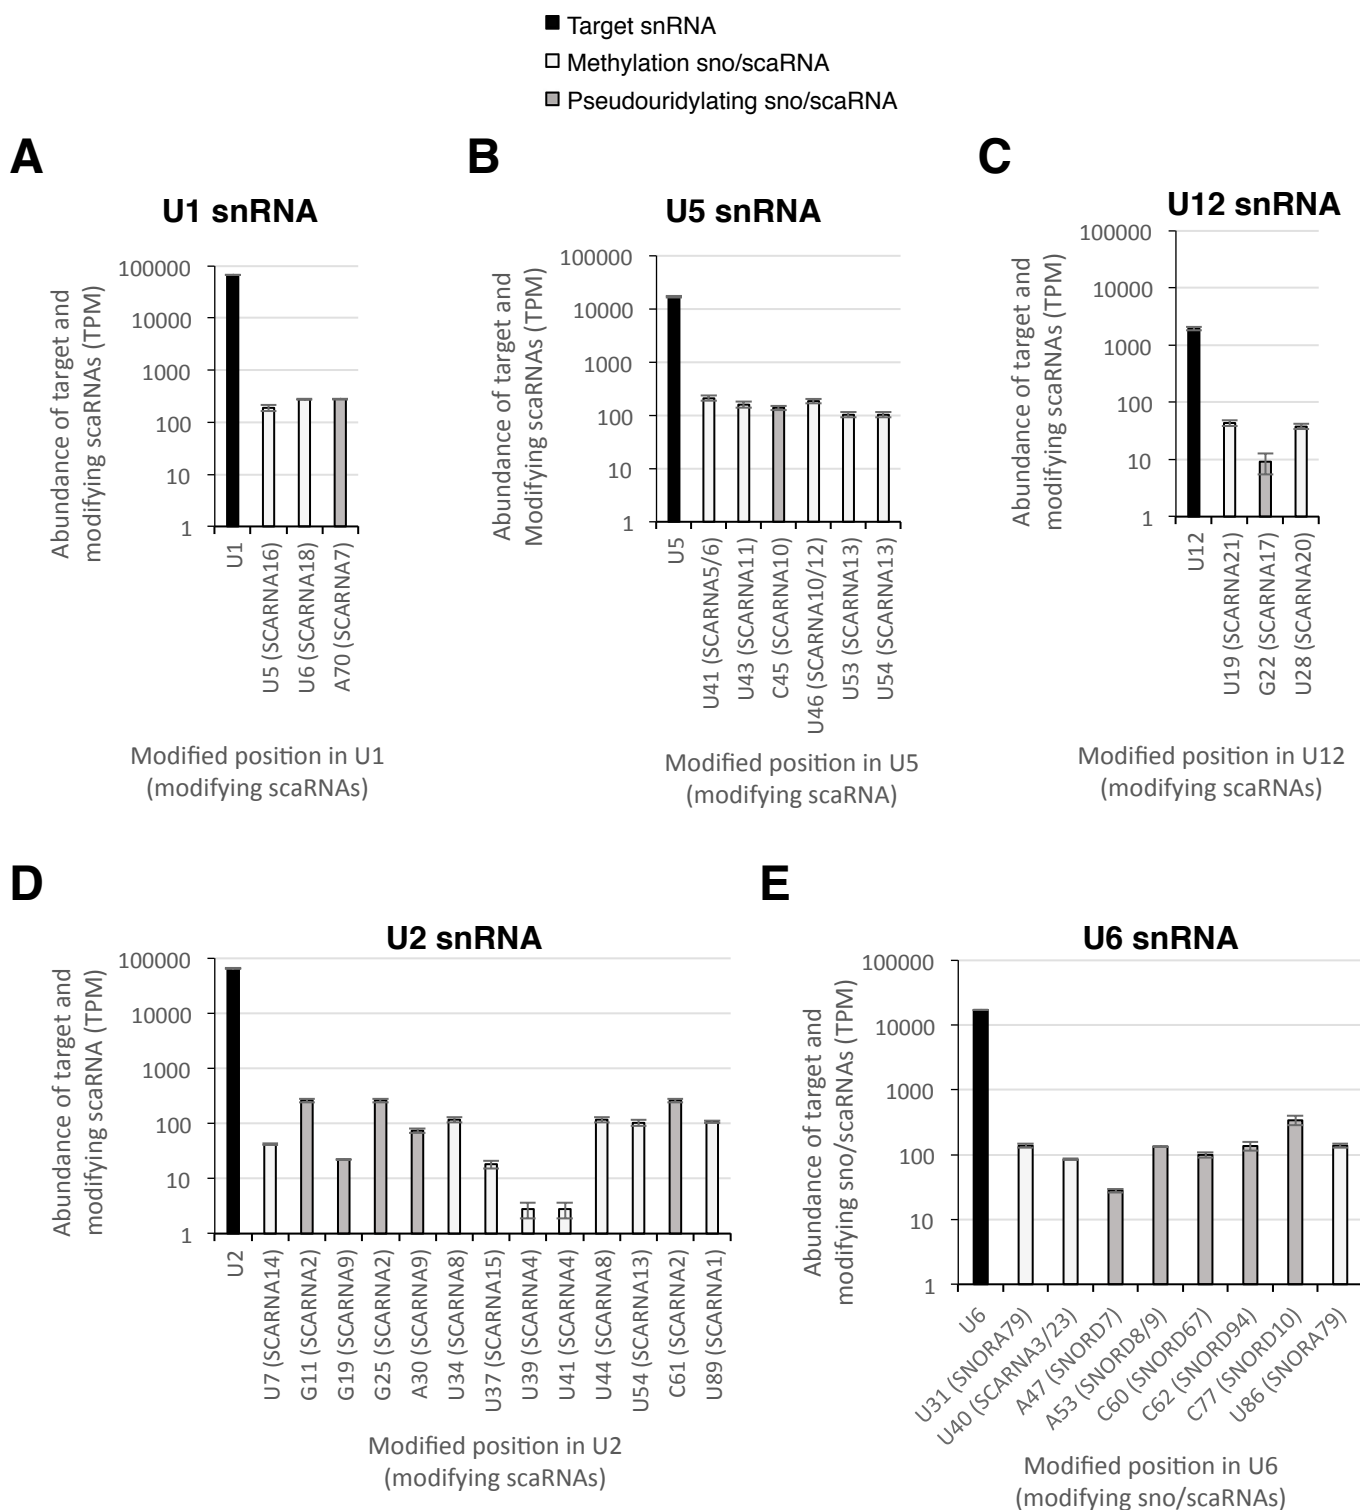 Target snRNA
Methylation sno/scaRNA
Pseudouridylating sno/scaRNA
A
U1 snRNA
Abundance of target and
modifying scaRNAs (TPM)
100000
10000
1000
100
10
1
U1
U5 (SCARNA16)
U6 (SCARNA18)
A70 (SCARNA7)
Modified position in U1
(modifying scaRNAs)
B
U5 snRNA
Abundance of target and
Modifying scaRNAs (TPM)
100000
10000
1000
100
10
1
U5
U41 (SCARNA5/6)
U43 (SCARNA11)
C45 (SCARNA10)
U46 (SCARNA10/12)
U53 (SCARNA13)
U54 (SCARNA13)
Modified position in U5
(modifying scaRNA)
C
U12 snRNA
Abundance of target and
modifying scaRNAs (TPM)
100000
10000
1000
100
10
1
U12
U19 (SCARNA21)
G22 (SCARNA17)
U28 (SCARNA20)
Modified position in U12
(modifying scaRNAs)
D
U2 snRNA
Abundance of target and
modifying scaRNA (TPM)
100000
10000
1000
100
10
1
U2
U7 (SCARNA14)
G11 (SCARNA2)
G19 (SCARNA9)
G25 (SCARNA2)
A30 (SCARNA9)
U34 (SCARNA8)
U37 (SCARNA15)
U39 (SCARNA4)
U41 (SCARNA4)
U44 (SCARNA8)
U54 (SCARNA13)
C61 (SCARNA2)
U89 (SCARNA1)
Modified position in U2
(modifying scaRNAs)
E
U6 snRNA
Abundance of target and
modifying sno/scaRNAs (TPM)
100000
10000
1000
100
10
1
U6
U31 (SNORA79)
U40 (SCARNA3/23)
A47 (SNORD7)
A53 (SNORD8/9)
C60 (SNORD67)
C62 (SNORD94)
C77 (SNORD10)
U86 (SNORA79)
Modified position in U6
(modifying sno/scaRNAs)